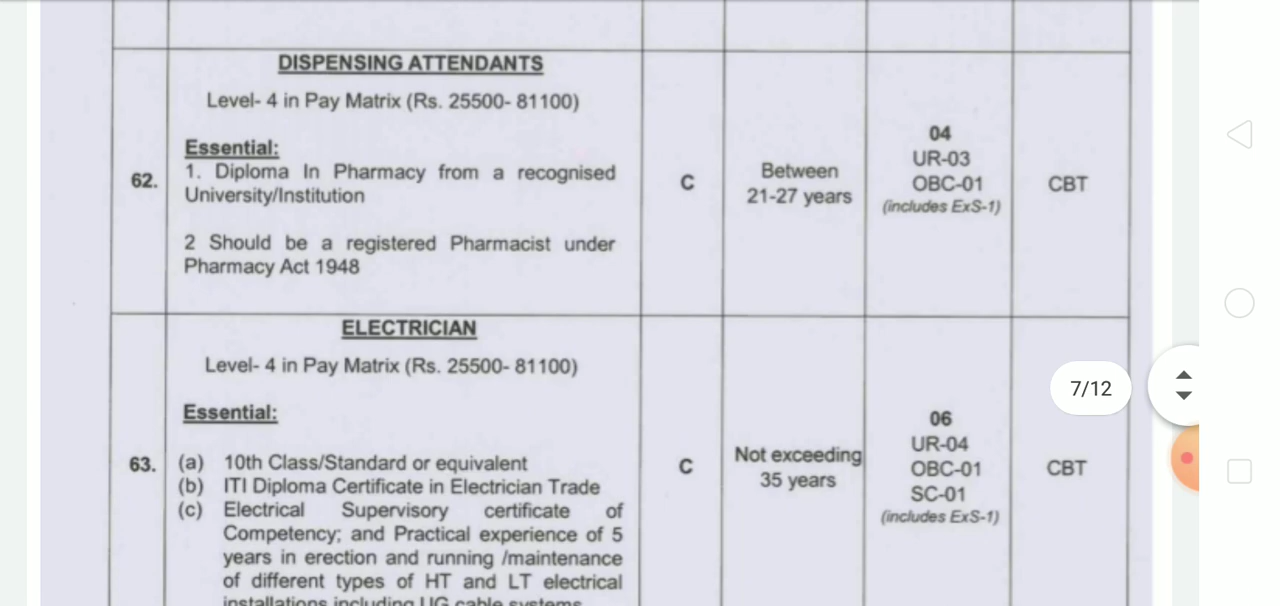 DISPENSING ATTENDANTS
Level- 4 in Pay Matrix (Rs. 25500- 81100)
Essential:
1. Diploma In Pharmacy from a recognised
University/Institution
2 Should be a registered Pharmacist under
Pharmacy Act 1948
62.
C
Between
21-27 years
04
UR-03
OBC-01
(includes ExS-1)
CBT
ELECTRICIAN
Level- 4 in Pay Matrix (Rs. 25500- 81100)
Essential:
63.
(a) 10th Class/Standard or equivalent
(b) ITI Diploma Certificate in Electrician Trade
(c) Electrical Supervisory certificate of
Competency; and Practical experience of 5
years in erection and running /maintenance
of different types of HT and LT electrical
installations including UG cable systems
C
Not exceeding
35 years
06
UR-04
OBC-01
SC-01
(includes ExS-1)
CBT
7/12